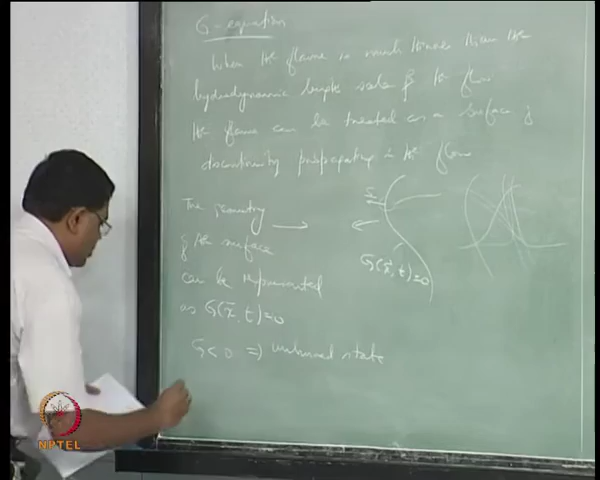 G-equation
When the flame is much thinner than the
hydrodynamic length scales of the flow
the flame can be treated as a surface of
discontinuity propagating in the flow
The geometry
of the surface
can be represented
as G(x, t)=0
G<0 => unburned state
G(x, t)=0
NPTEL